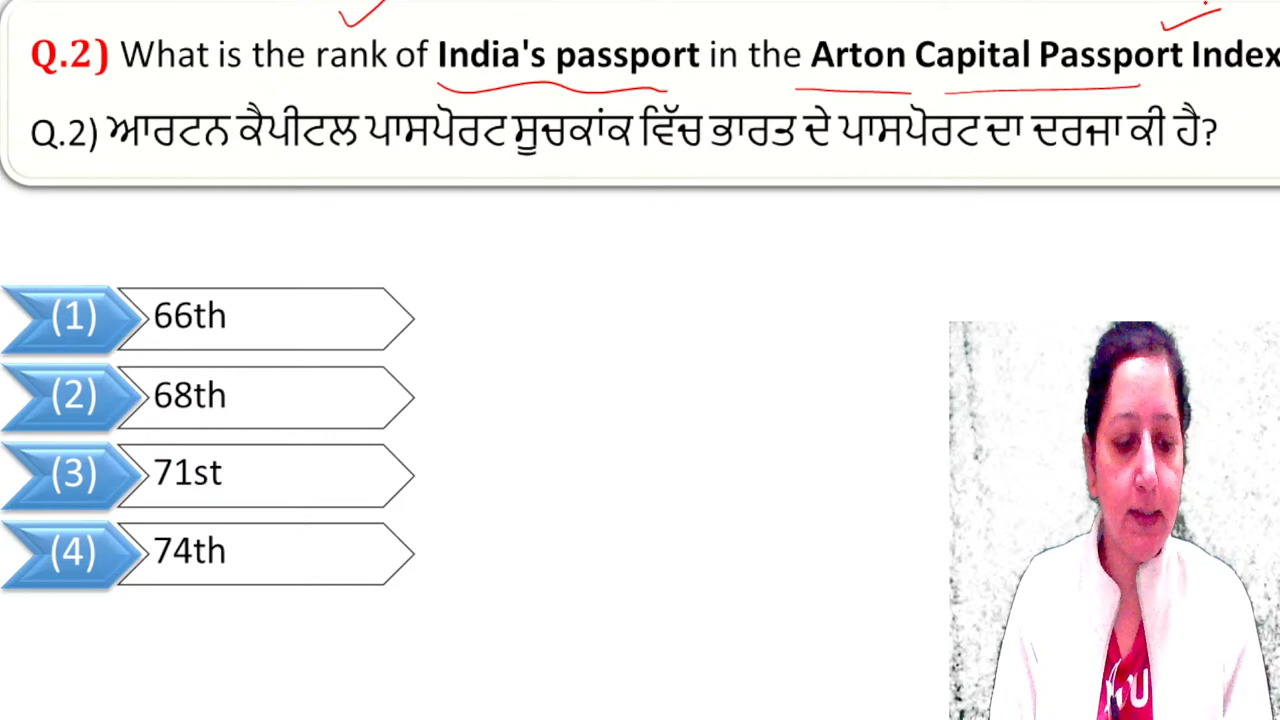 Q.2) What is the rank of India's passport in the Arton Capital Passport Index
Q.2) ਆਰਟਨ ਕੈਪੀਟਲ ਪਾਸਪੋਰਟ ਸੂਚਕਾਂਕ ਵਿੱਚ ਭਾਰਤ ਦੇ ਪਾਸਪੋਰਟ ਦਾ ਦਰਜਾ ਕੀ ਹੈ?
(1) 66th
(2) 68th
(3) 71st
(4) 74th